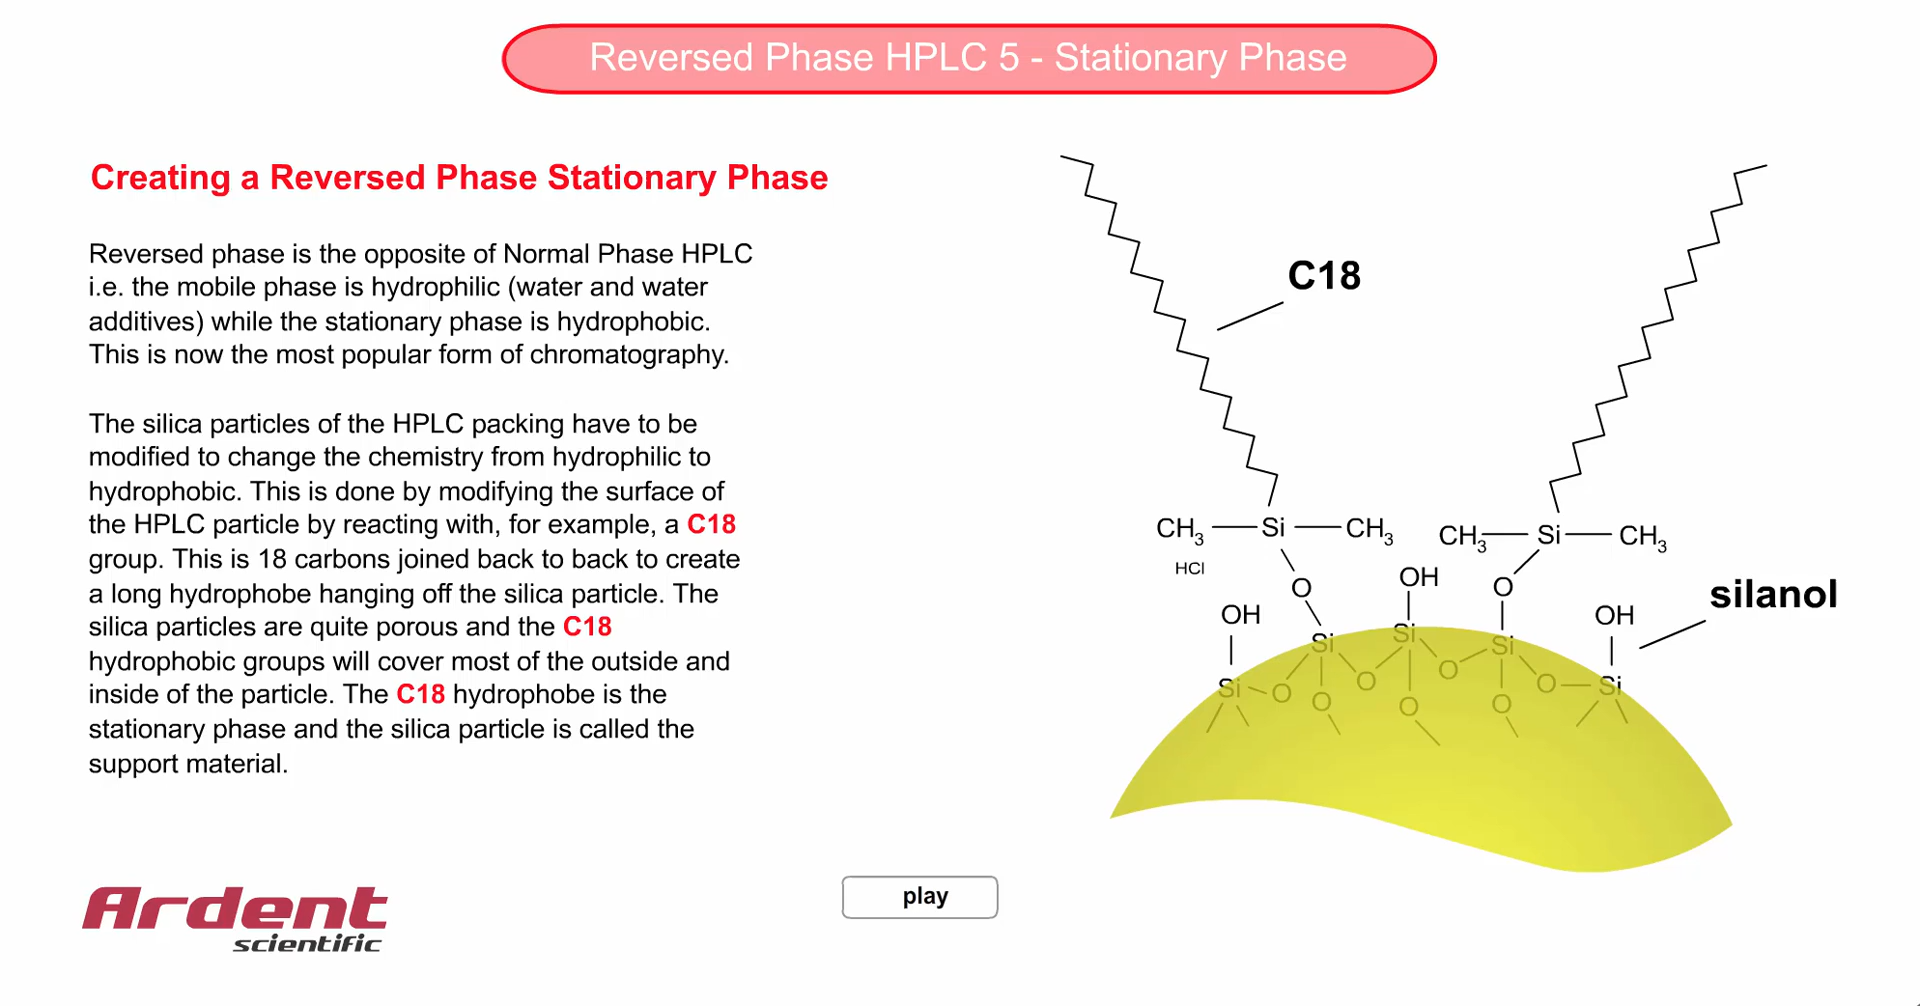 Reversed Phase HPLC 5 - Stationary Phase
Creating a Reversed Phase Stationary Phase
Reversed phase is the opposite of Normal Phase HPLC
i.e. the mobile phase is hydrophilic (water and water
additives) while the stationary phase is hydrophobic.
This is now the most popular form of chromatography.
The silica particles of the HPLC packing have to be
modified to change the chemistry from hydrophilic to
hydrophobic. This is done by modifying the surface of
the HPLC particle by reacting with, for example, a C18
group. This is 18 carbons joined back to back to create
a long hydrophobe hanging off the silica particle. The
silica particles are quite porous and the C18
hydrophobic groups will cover most of the outside and
inside of the particle. The C18 hydrophobe is the
stationary phase and the silica particle is called the
support material.
C18
CH₃ Si CH₃ CH₃ Si CH₃
HCl
O OH O
silanol
OH OH
Si Si Si
Si O O O O Si
O O O
play
Ardent
scientific